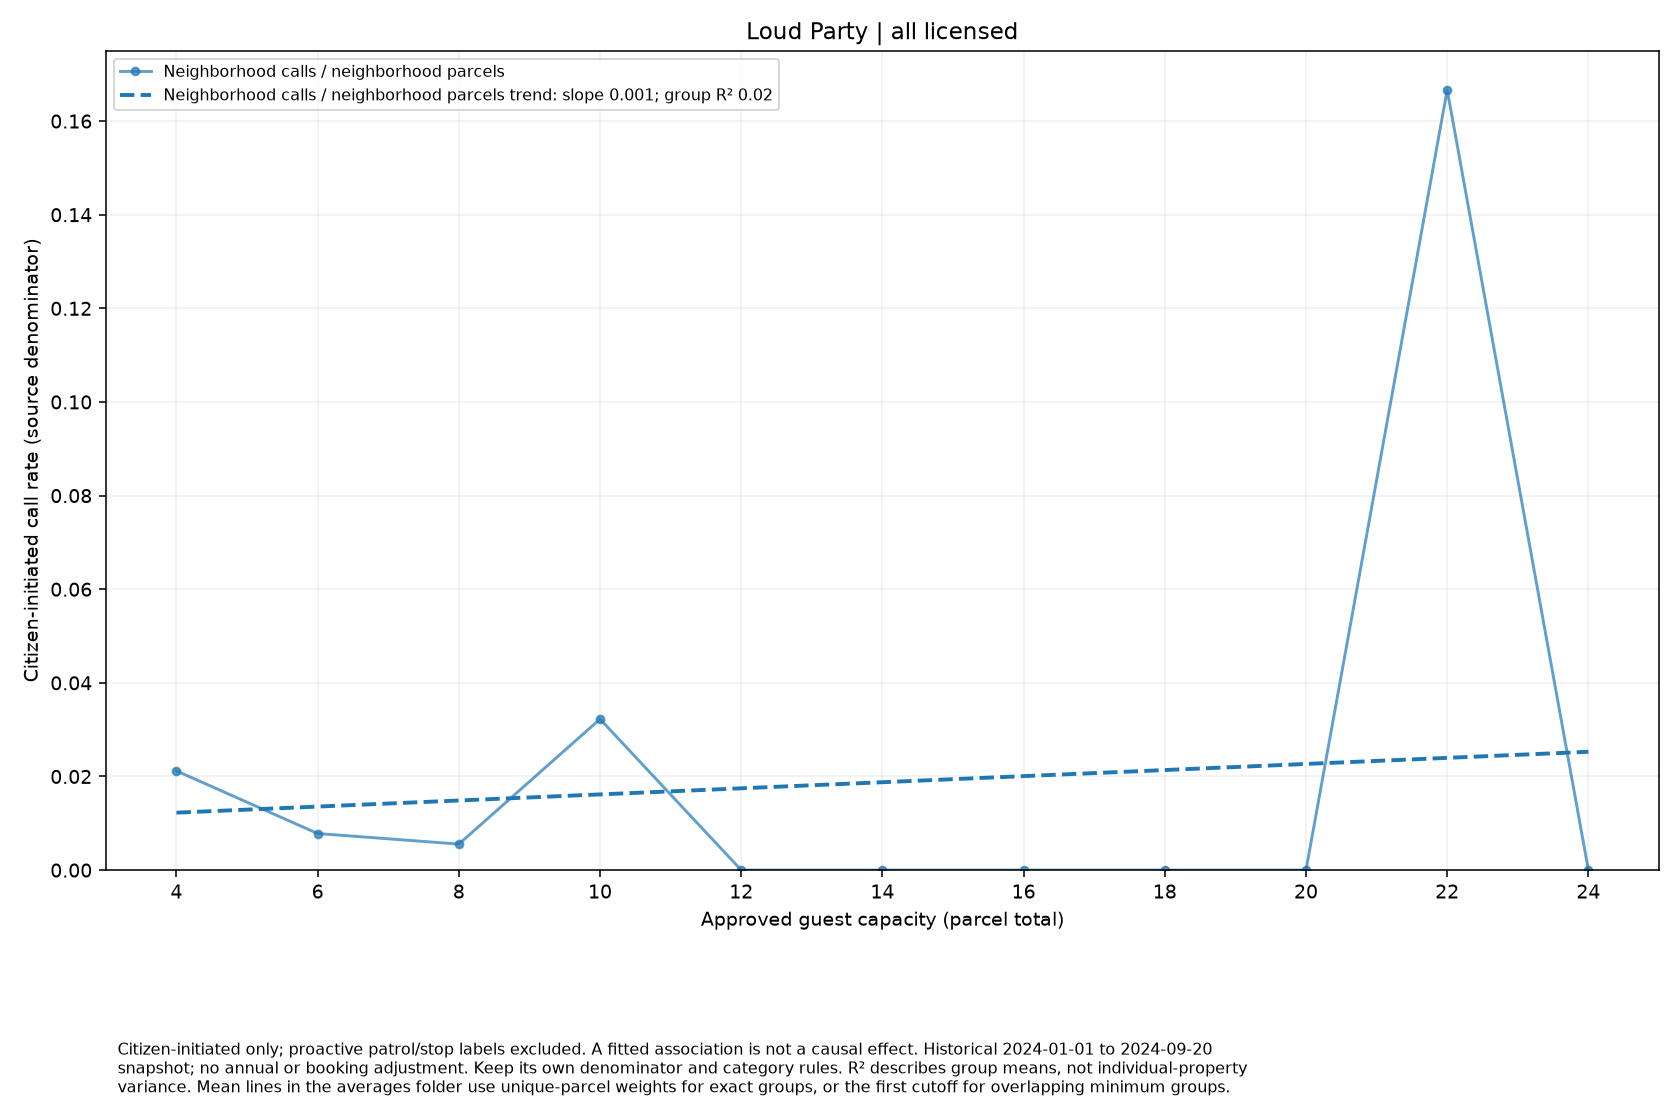 Loud Party | all licensed
Neighborhood calls / neighborhood parcels
Neighborhood calls / neighborhood parcels trend: slope 0.001; group R² 0.02
Citizen-initiated call rate (source denominator)
0.16
0.14
0.12
0.10
0.08
0.06
0.04
0.02
0.00
4 6 8 10 12 14 16 18 20 22 24
Approved guest capacity (parcel total)
Citizen-initiated only; proactive patrol/stop labels excluded. A fitted association is not a causal effect. Historical 2024-01-01 to 2024-09-20
snapshot; no annual or booking adjustment. Keep its own denominator and category rules. R² describes group means, not individual-property
variance. Mean lines in the averages folder use unique-parcel weights for exact groups, or the first cutoff for overlapping minimum groups.